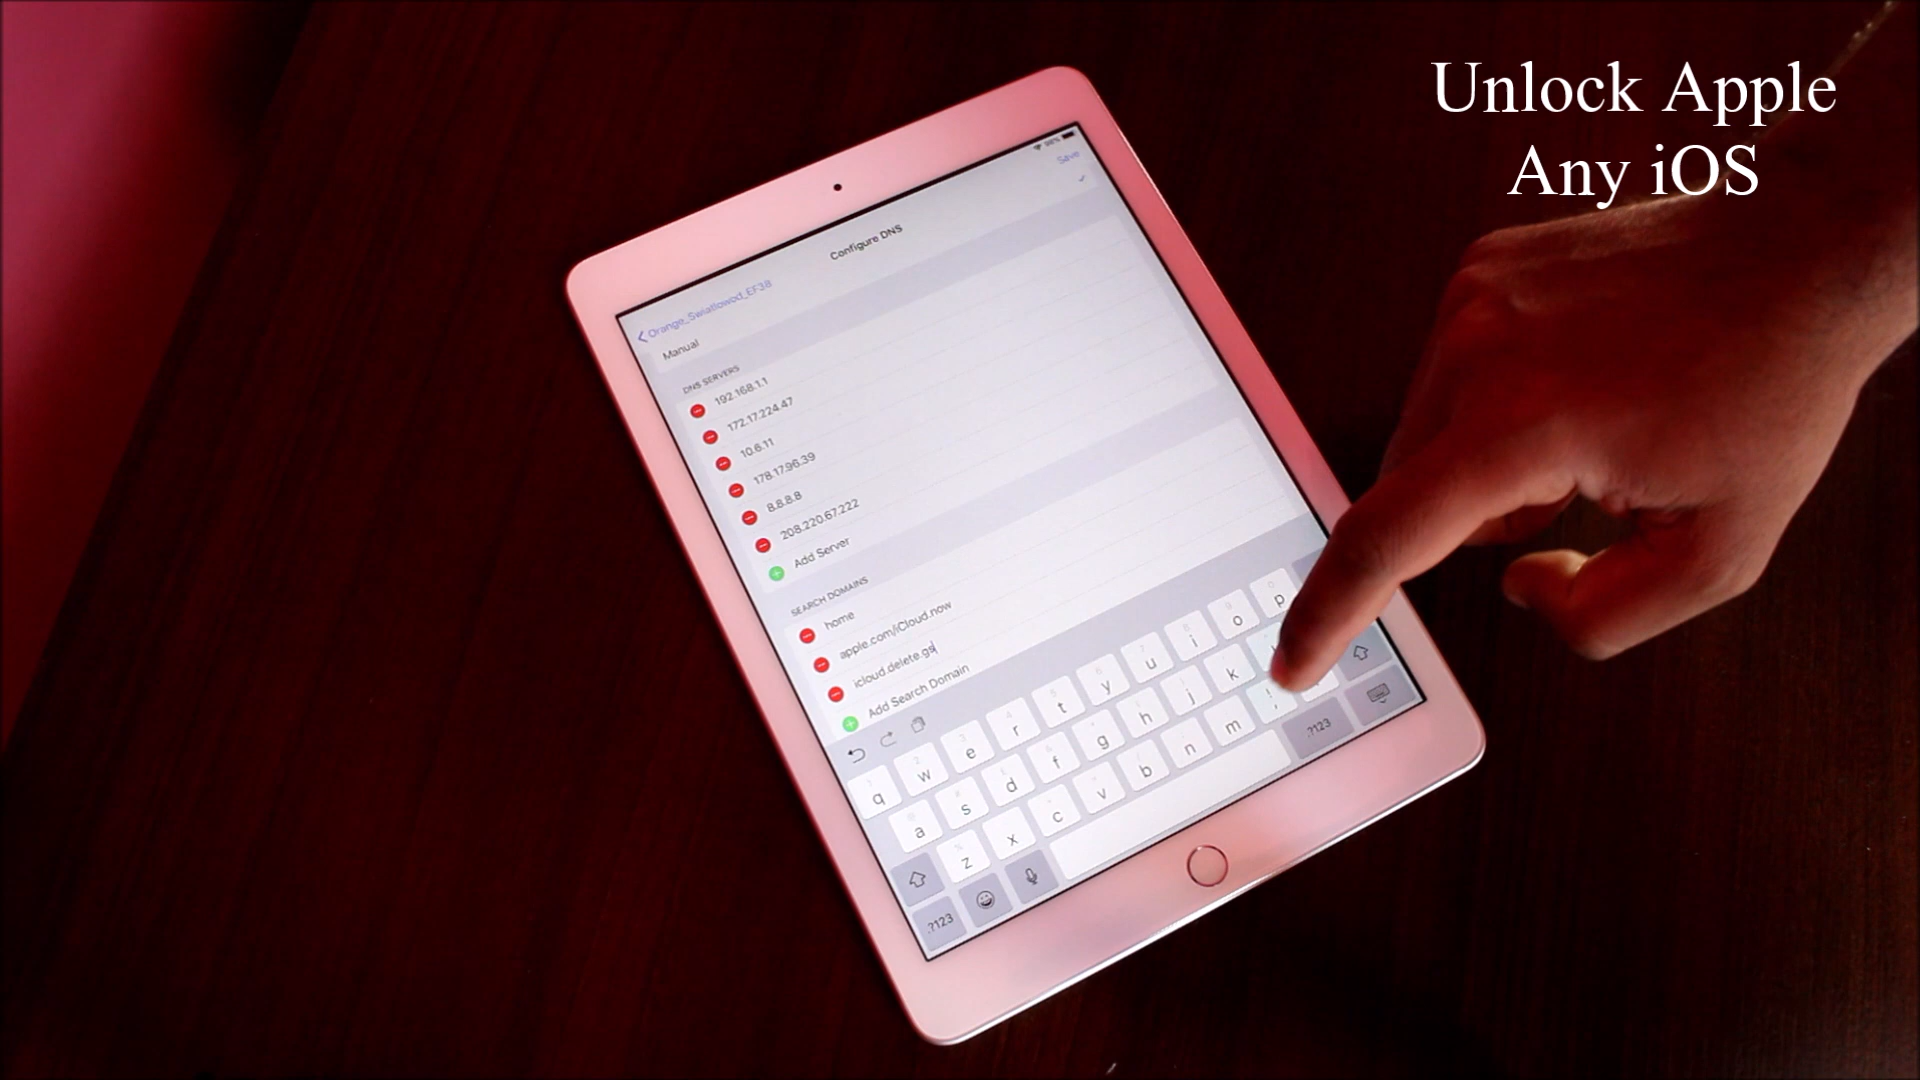 Unlock Apple
Any iOS
98%
Save
Configure DNS
Orange_Swiatlowod_EF38
Manual
DNS SERVERS
192.168.1.1
172.17.224.47
10.6.11
178.17.96.39
8.8.8.8
208.220.67.222
Add Server
SEARCH DOMAINS
home
apple.com/iCloud.now
icloud.delete.gs
Add Search Domain
q w e r t y u i o p
a s d f g h j k
z x c v b n m ! ,
.?123 .?123